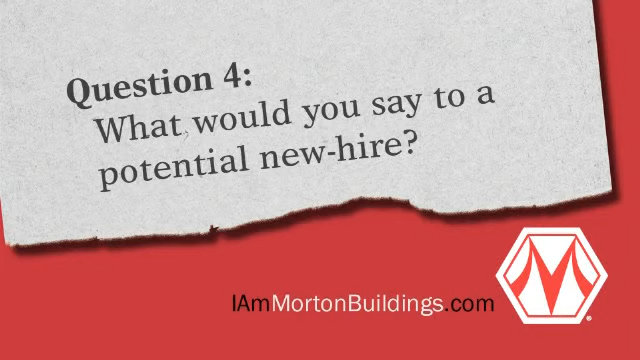 Question 4:
What would you say to a
potential new-hire?
IAmMortonBuildings.com